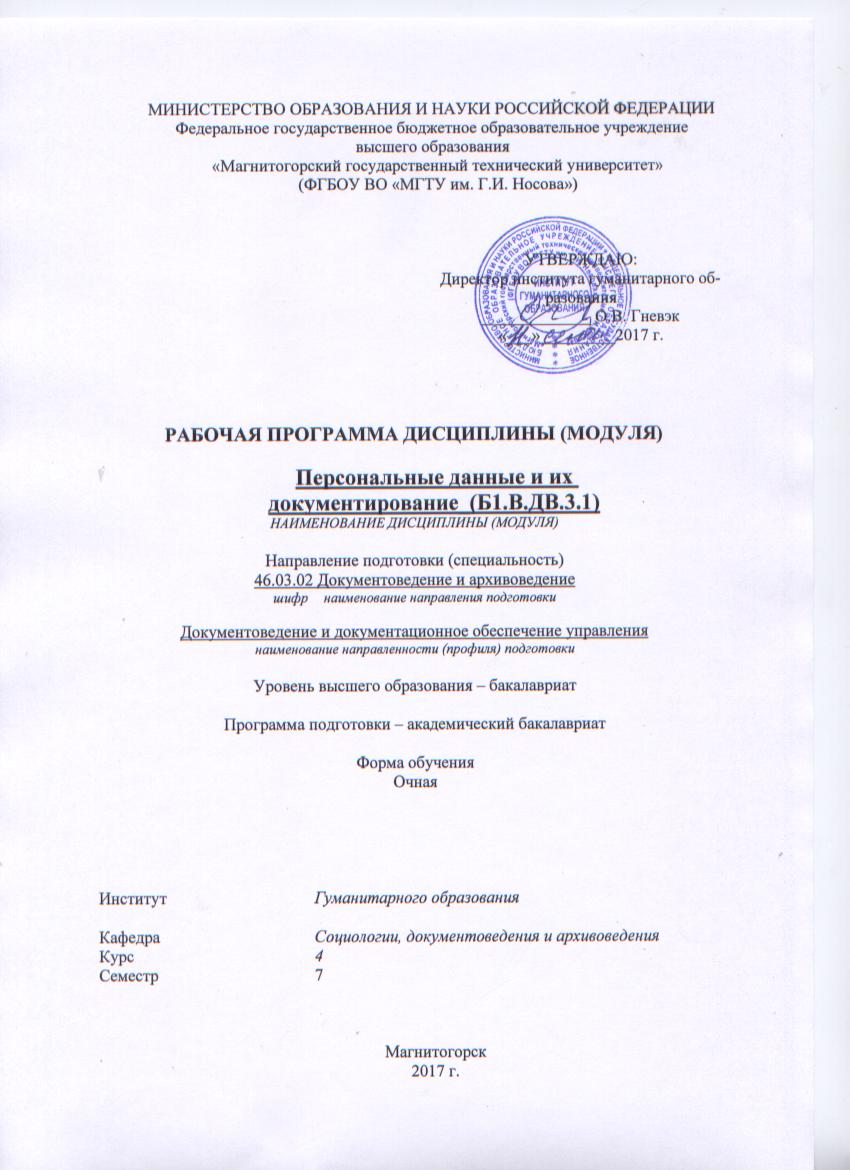 МИНИСТЕРСТВО ОБРАЗОВАНИЯ И НАУКИ РОССИЙСКОЙ ФЕДЕРАЦИИ
Федеральное государственное бюджетное образовательное учреждение
высшего образования
«Магнитогорский государственный технический университет»
(ФГБОУ ВО «МГТУ им. Г.И. Носова»)
УТВЕРЖДАЮ:
Директор института гуманитарного об-
разования
О.В. Гневэк
2017 г.
РАБОЧАЯ ПРОГРАММА ДИСЦИПЛИНЫ (МОДУЛЯ)
Персональные данные и их
документирование (Б1.В.ДВ.3.1)
НАИМЕНОВАНИЕ ДИСЦИПЛИНЫ (МОДУЛЯ)
Направление подготовки (специальность)
46.03.02 Документоведение и архивоведение
шифр наименование направления подготовки
Документоведение и документационное обеспечение управления
наименование направленности (профиля) подготовки
Уровень высшего образования – бакалавриат
Программа подготовки – академический бакалавриат
Форма обучения
Очная
Институт Гуманитарного образования
Кафедра Социологии, документоведения и архивоведения
Курс 4
Семестр 7
Магнитогорск
2017 г.